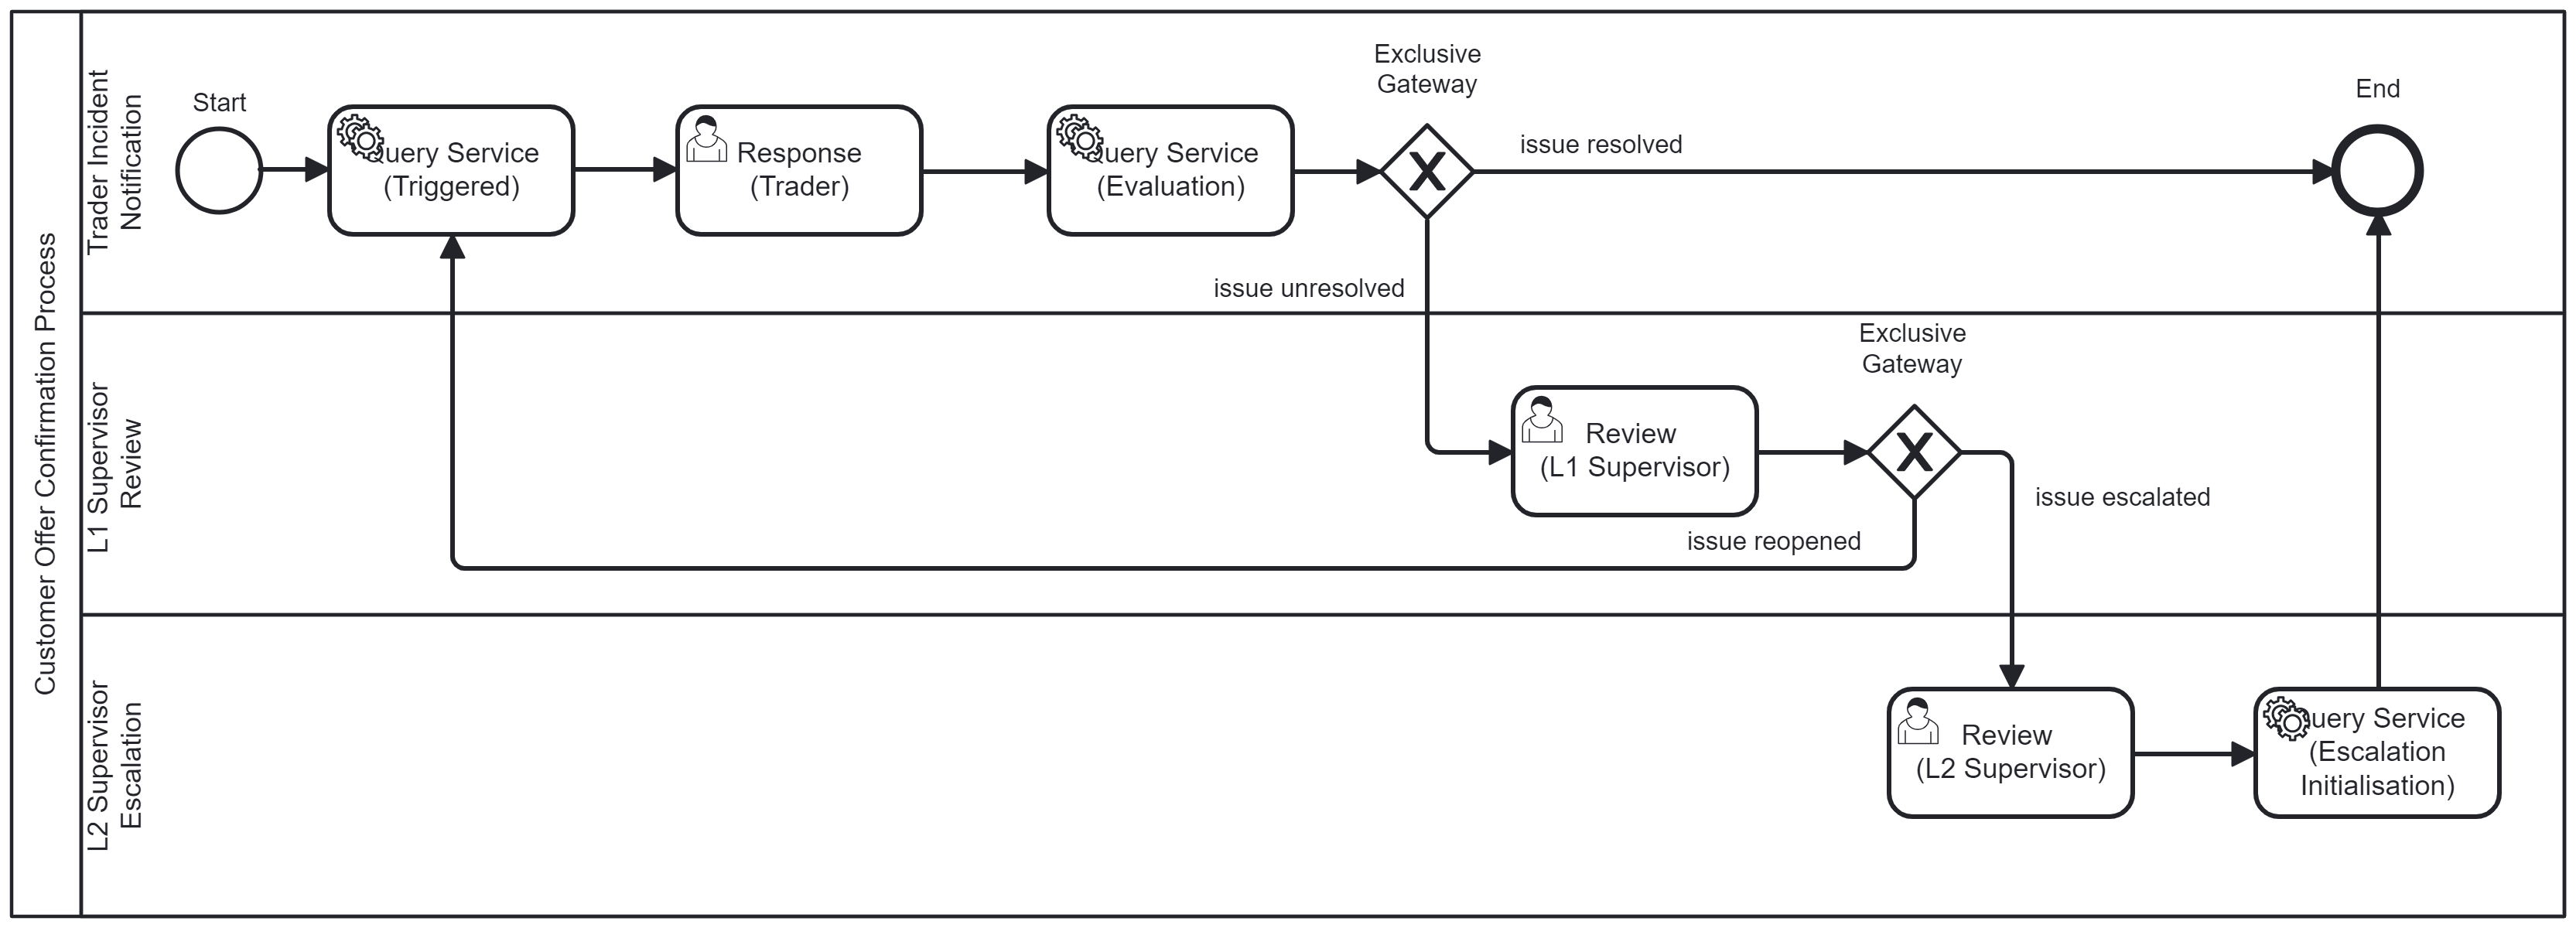 Customer Offer Confirmation Process
Trader Incident
Notification
Start
Query Service
(Triggered)
Response
(Trader)
Query Service
(Evaluation)
Exclusive
Gateway
X
issue resolved
End
issue unresolved
L1 Supervisor
Review
Review
(L1 Supervisor)
Exclusive
Gateway
X
issue reopened
issue escalated
L2 Supervisor
Escalation
Review
(L2 Supervisor)
Query Service
(Escalation
Initialisation)